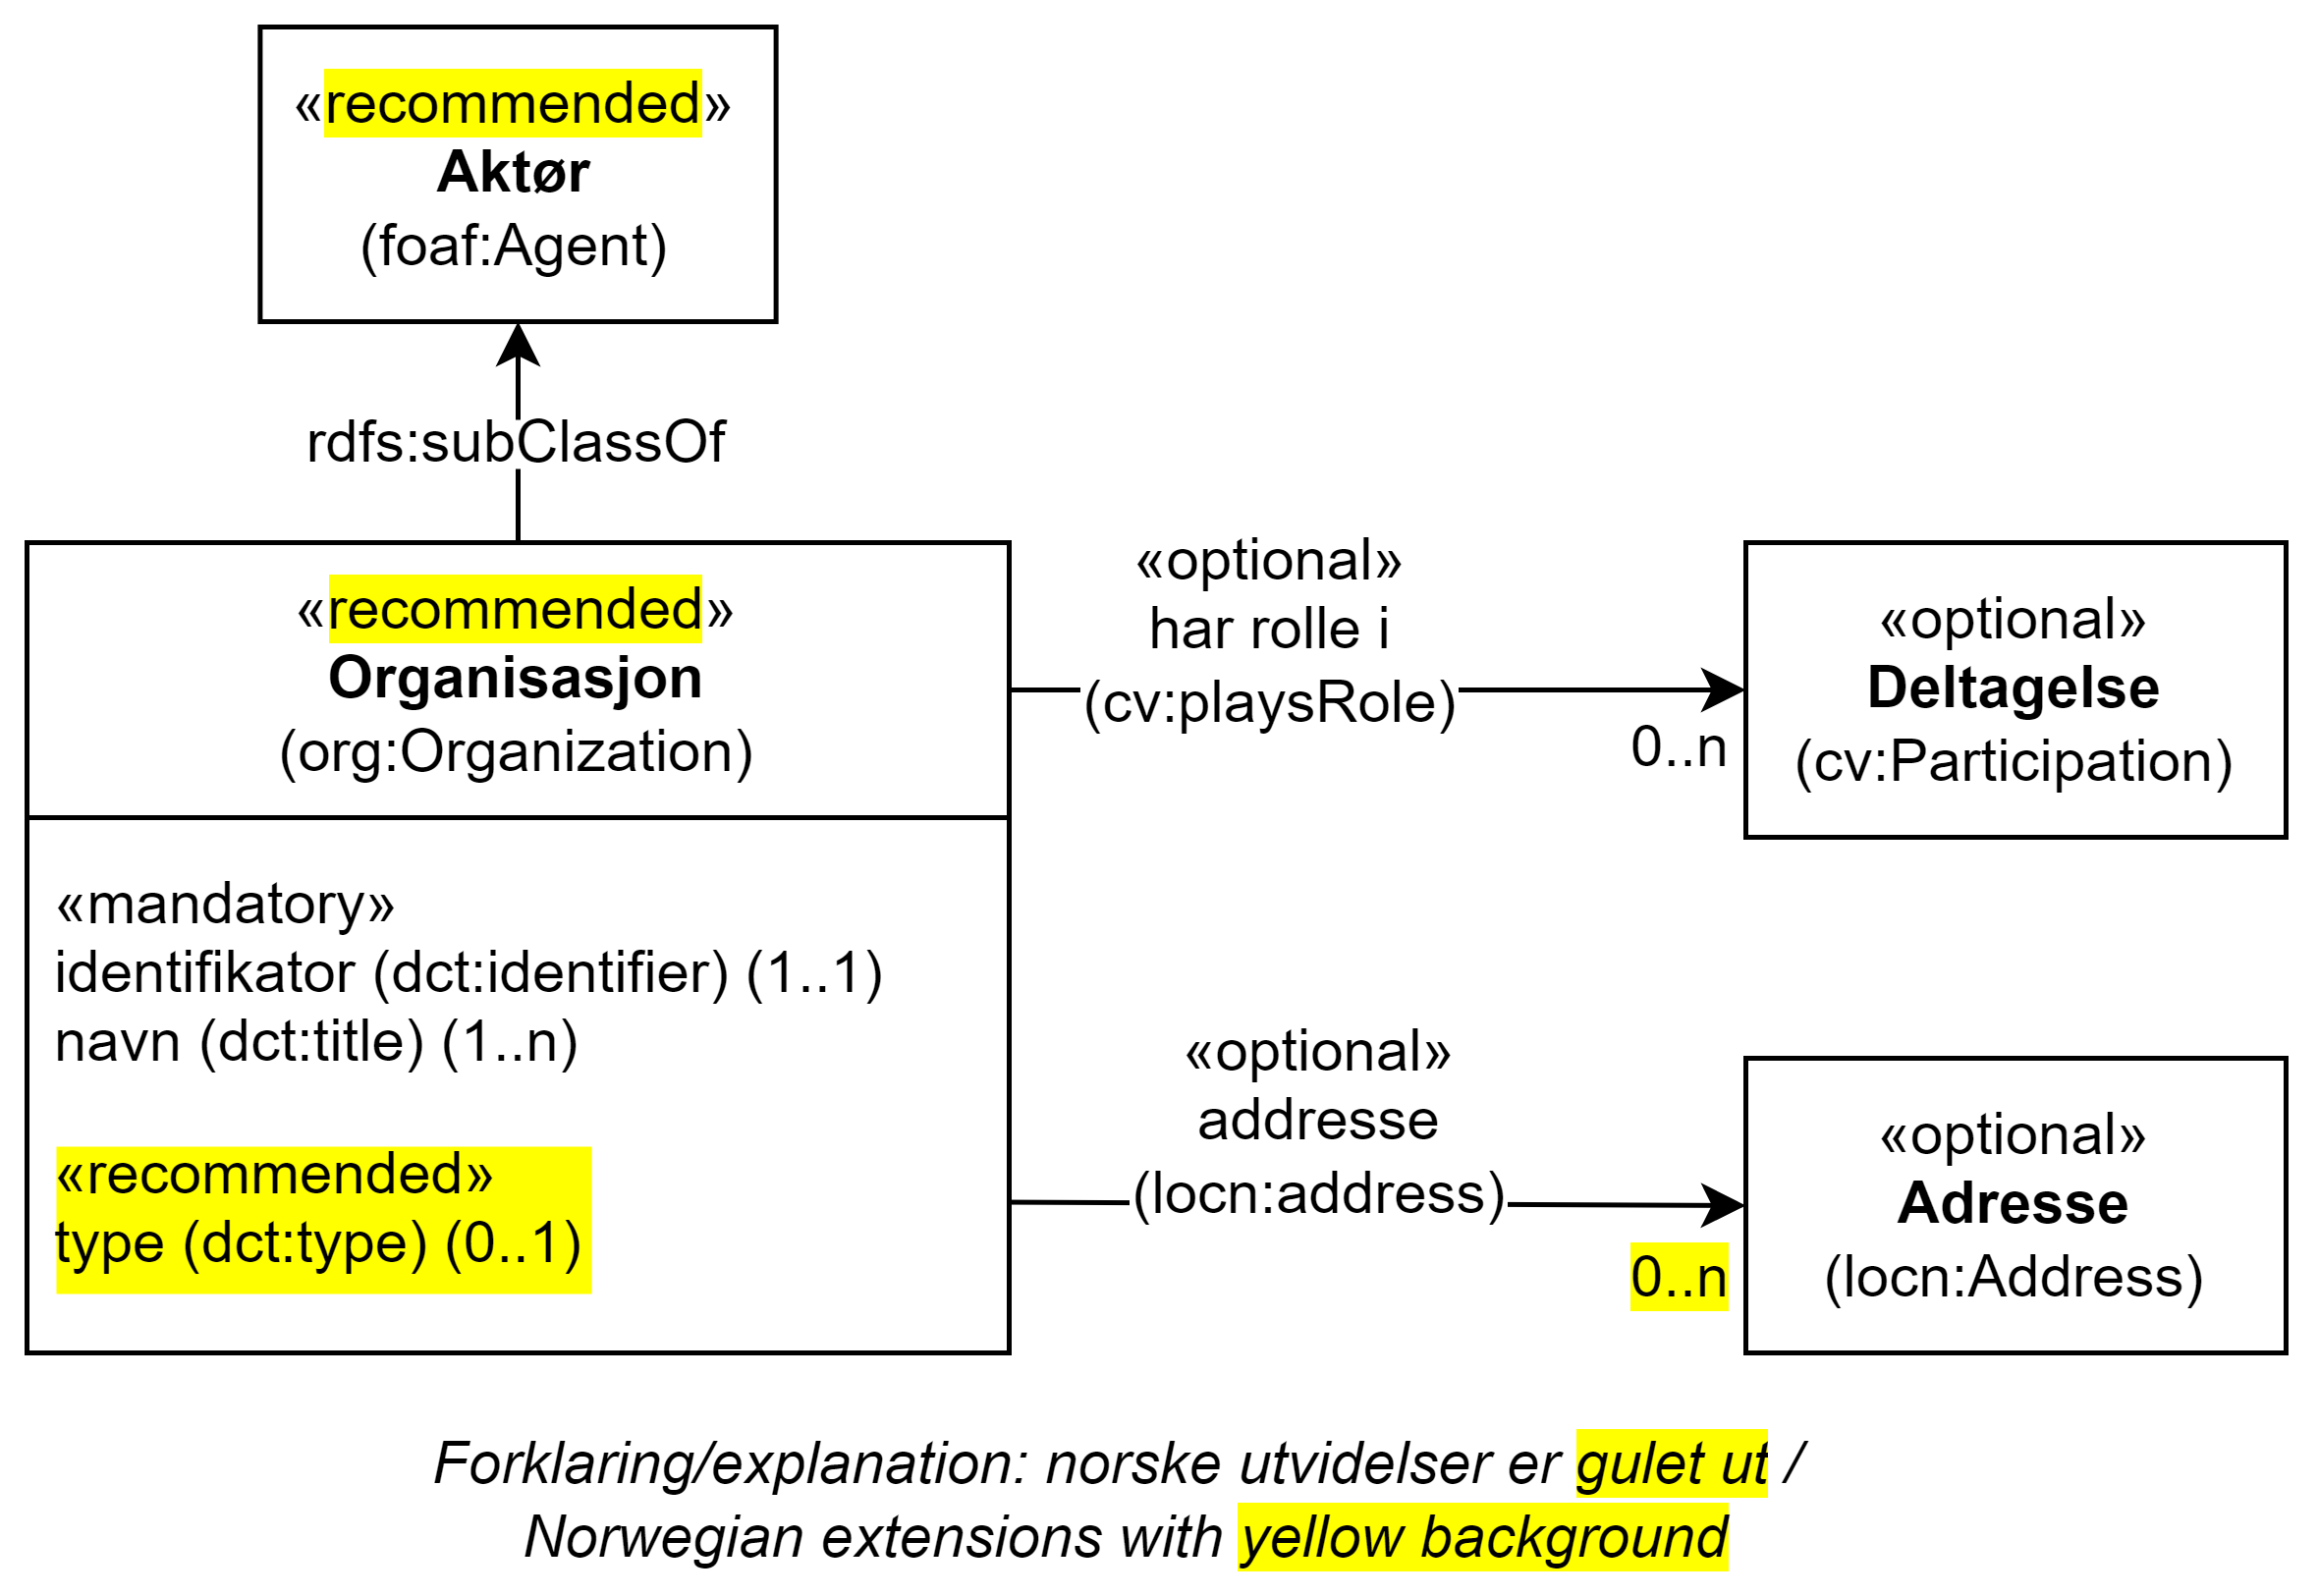 «recommended»
Aktør
(foaf:Agent)
rdfs:subClassOf
«recommended»
Organisasjon
(org:Organization)
«mandatory»
identifikator (dct:identifier) (1..1)
navn (dct:title) (1..n)
«recommended»
type (dct:type) (0..1)
«optional»
har rolle i
(cv:playsRole)
0..n
«optional»
Deltagelse
(cv:Participation)
«optional»
addresse
(locn:address)
0..n
«optional»
Adresse
(locn:Address)
Forklaring/explanation: norske utvidelser er gulet ut /
Norwegian extensions with yellow background